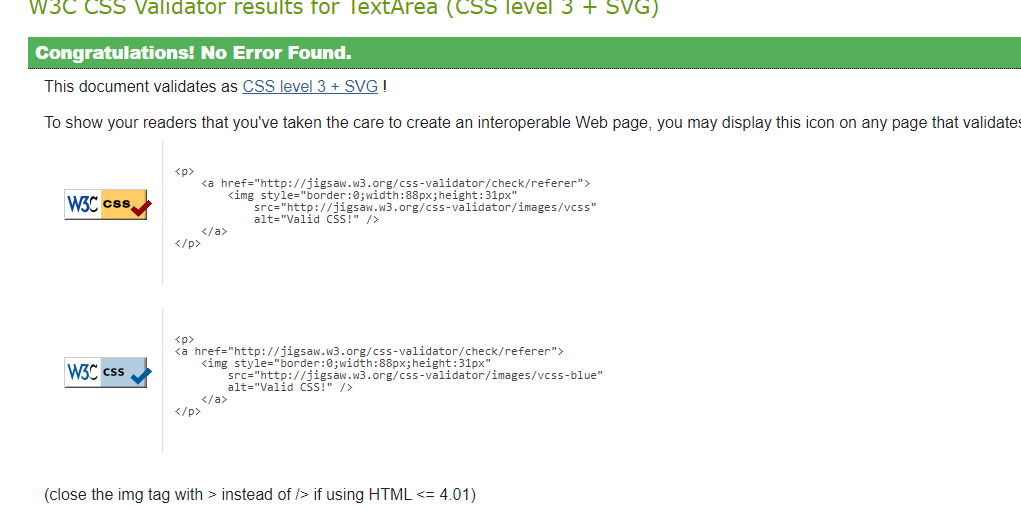 W3C CSS Validator results for TextArea (CSS level 3 + SVG)
Congratulations! No Error Found.
This document validates as CSS level 3 + SVG !
To show your readers that you've taken the care to create an interoperable Web page, you may display this icon on any page that validates
W3C css
<p>
<a href="http://jigsaw.w3.org/css-validator/check/referer">
<img style="border:0;width:88px;height:31px"
src="http://jigsaw.w3.org/css-validator/images/vcss"
alt="Valid CSS!" />
</a>
</p>
W3C css
<p>
<a href="http://jigsaw.w3.org/css-validator/check/referer">
<img style="border:0;width:88px;height:31px"
src="http://jigsaw.w3.org/css-validator/images/vcss-blue"
alt="Valid CSS!" />
</a>
</p>
(close the img tag with > instead of /> if using HTML <= 4.01)